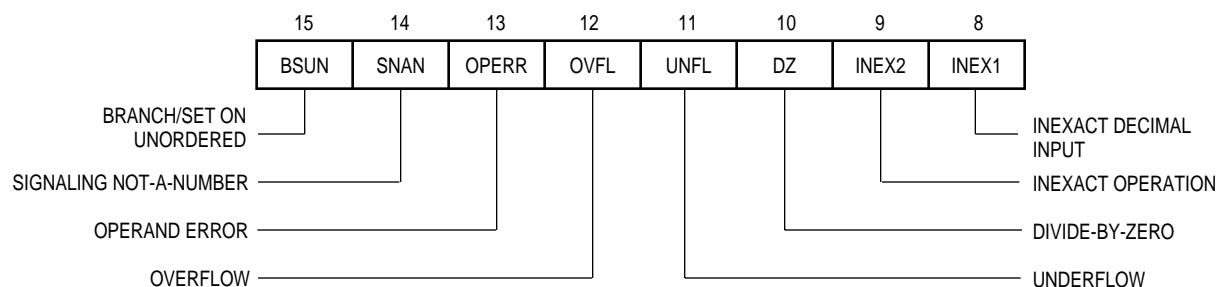 15 14 13 12 11 10 9 8
BSUN SNAN OPERR OVFL UNFL DZ INEX2 INEX1
BRANCH/SET ON
UNORDERED
INEXACT DECIMAL
INPUT
SIGNALING NOT-A-NUMBER
INEXACT OPERATION
OPERAND ERROR
DIVIDE-BY-ZERO
OVERFLOW
UNDERFLOW